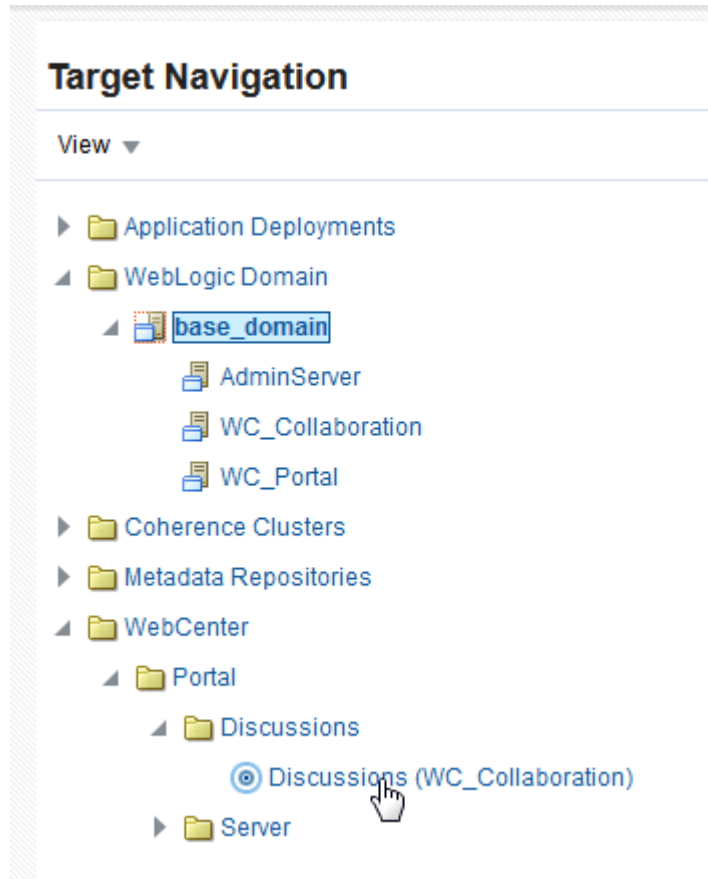 Target Navigation
View
Application Deployments
WebLogic Domain
base_domain
AdminServer
WC_Collaboration
WC_Portal
Coherence Clusters
Metadata Repositories
WebCenter
Portal
Discussions
Discussions (WC_Collaboration)
Server